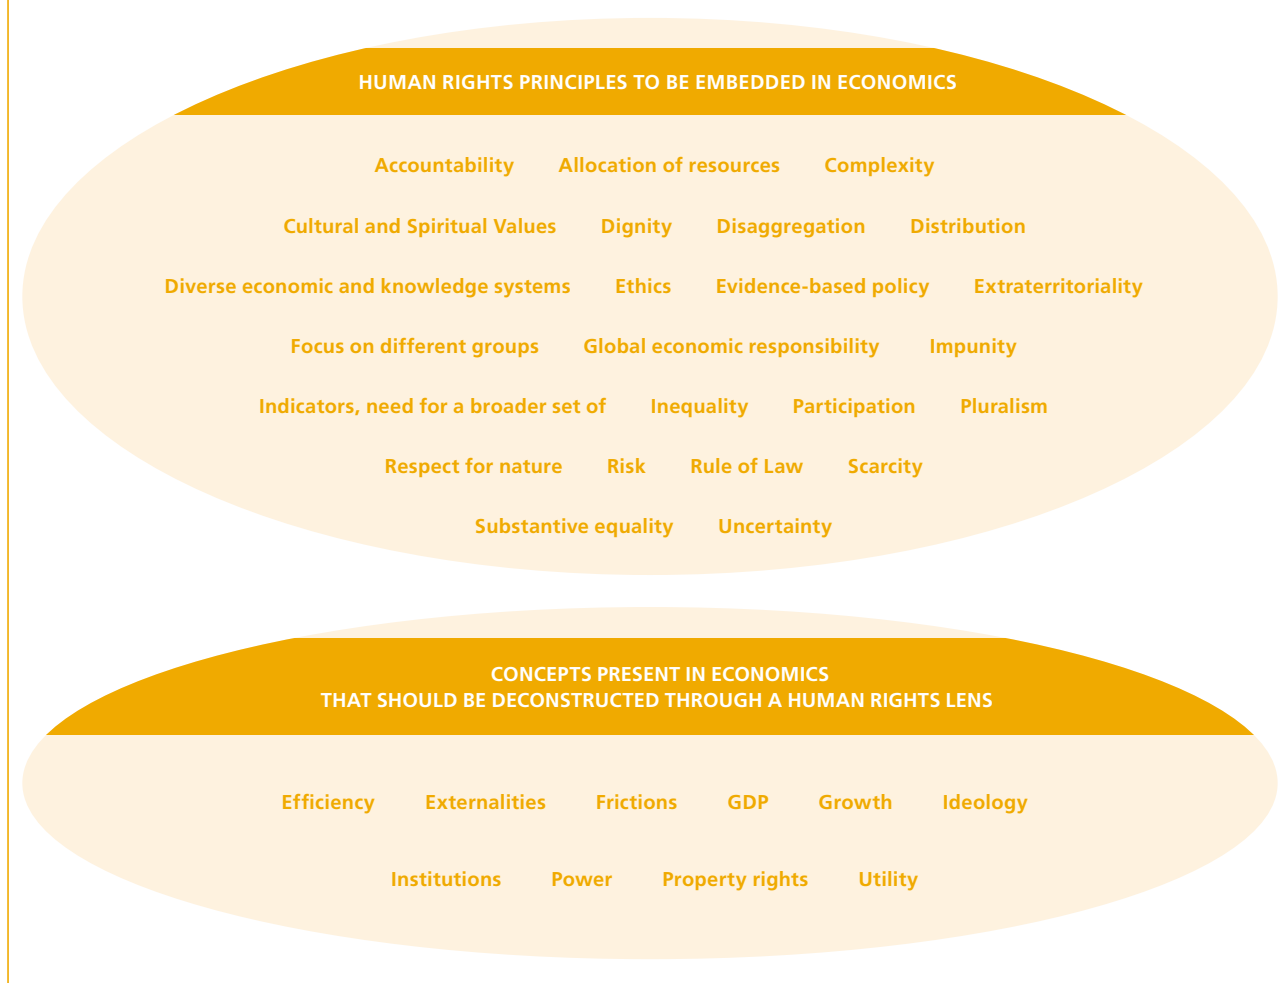 HUMAN RIGHTS PRINCIPLES TO BE EMBEDDED IN ECONOMICS
Accountability Allocation of resources Complexity
Cultural and Spiritual Values Dignity Disaggregation Distribution
Diverse economic and knowledge systems Ethics Evidence-based policy Extraterritoriality
Focus on different groups Global economic responsibility Impunity
Indicators, need for a broader set of Inequality Participation Pluralism
Respect for nature Risk Rule of Law Scarcity
Substantive equality Uncertainty
CONCEPTS PRESENT IN ECONOMICS
THAT SHOULD BE DECONSTRUCTED THROUGH A HUMAN RIGHTS LENS
Efficiency Externalities Frictions GDP Growth Ideology
Institutions Power Property rights Utility